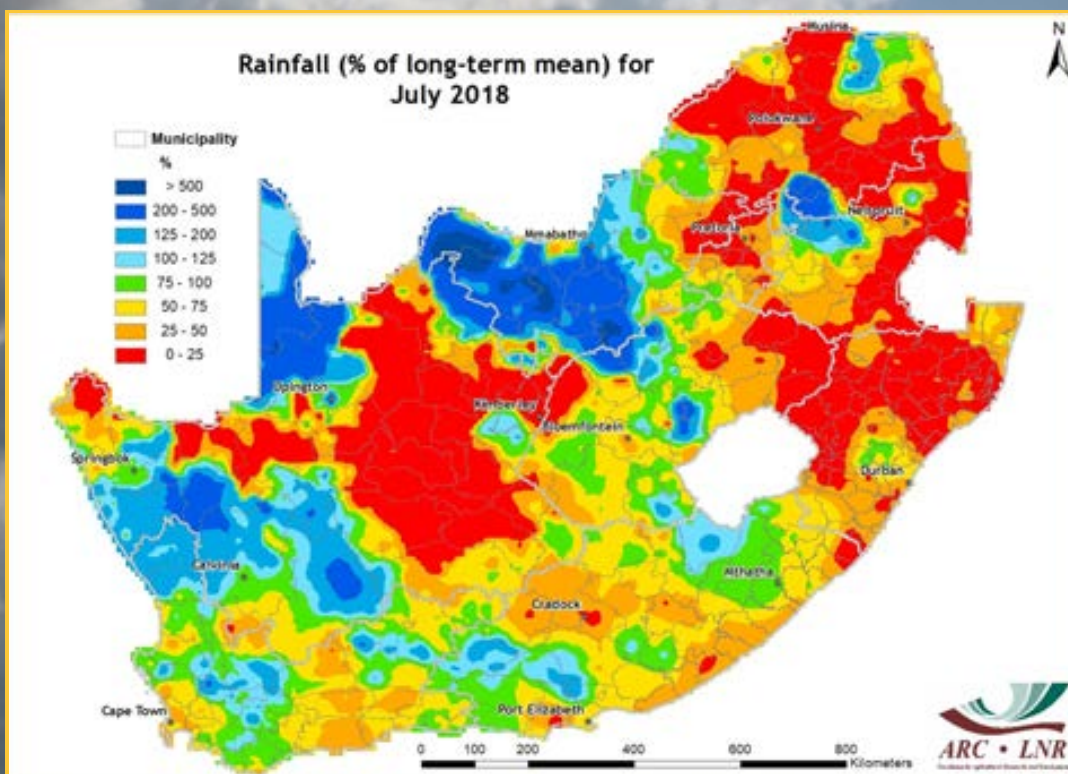 Rainfall (% of long-term mean) for
July 2018
N
Municipality
%
> 500
200 - 500
125 - 200
100 - 125
75 - 100
50 - 75
25 - 50
0 - 25
Musina
Polokwane
Nelspruit
Pretoria
Mmabatho
Upington
Kimberley
Bloemfontein
Springbok
Durban
Calvinia
Umthatha
Cradock
Cape Town
Port Elizabeth
0 100 200 400 600 800
Kilometers
ARC • LNR